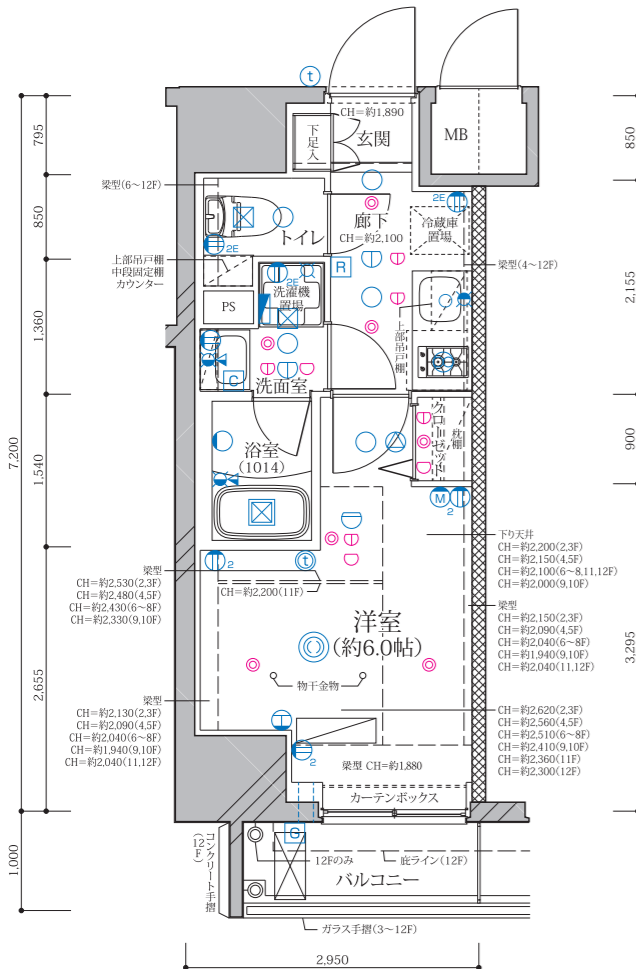 t
CH=約1,890
玄関
下足入
MB
795
850
梁型(6～12F)
850
トイレ
廊下
CH=約2,100
2E
冷蔵庫
置場
2E
上部吊戸棚
中段固定棚
カウンター
R
梁型(4～12F)
2,155
洗濯機
置場
2E
PS
上部吊戸棚
1,360
C
洗面室
7,200
1,540
浴室
(1014)
クローゼット
枕棚
900
M
2
下り天井
CH=約2,200(2,3F)
CH=約2,150(4,5F)
CH=約2,100(6～8,11,12F)
CH=約2,000(9,10F)
梁型
CH=約2,530(2,3F)
CH=約2,480(4,5F)
CH=約2,430(6～8F)
CH=約2,330(9,10F)
2
t
CH=約2,200(11F)
梁型
CH=約2,150(2,3F)
CH=約2,090(4,5F)
CH=約2,040(6～8F)
CH=約1,940(9,10F)
CH=約2,040(11,12F)
洋室
(約6.0帖)
3,295
2,655
物干金物
梁型
CH=約2,130(2,3F)
CH=約2,090(4,5F)
CH=約2,040(6～8F)
CH=約1,940(9,10F)
CH=約2,040(11,12F)
CH=約2,620(2,3F)
CH=約2,560(4,5F)
CH=約2,510(6～8F)
CH=約2,410(9,10F)
CH=約2,360(11F)
CH=約2,300(12F)
2
梁型 CH=約1,880
カーテンボックス
G
1,000
コンクリート手摺
(12F)
12Fのみ
庇ライン(12F)
バルコニー
ガラス手摺(3～12F)
2,950